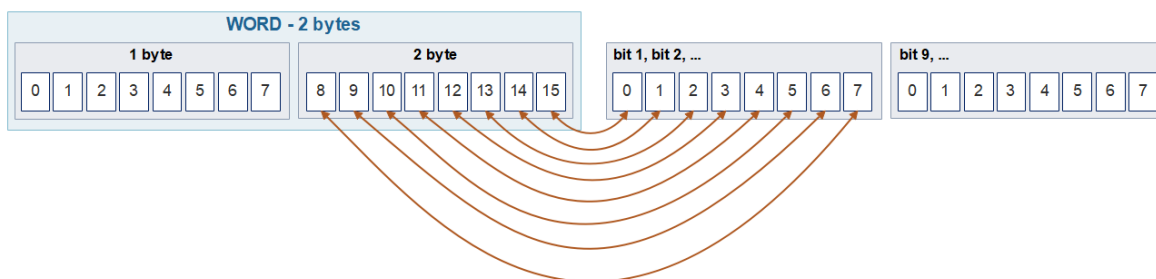 WORD - 2 bytes
1 byte 2 byte bit 1, bit 2, ... bit 9, ...
0 1 2 3 4 5 6 7 8 9 10 11 12 13 14 15 0 1 2 3 4 5 6 7 0 1 2 3 4 5 6 7